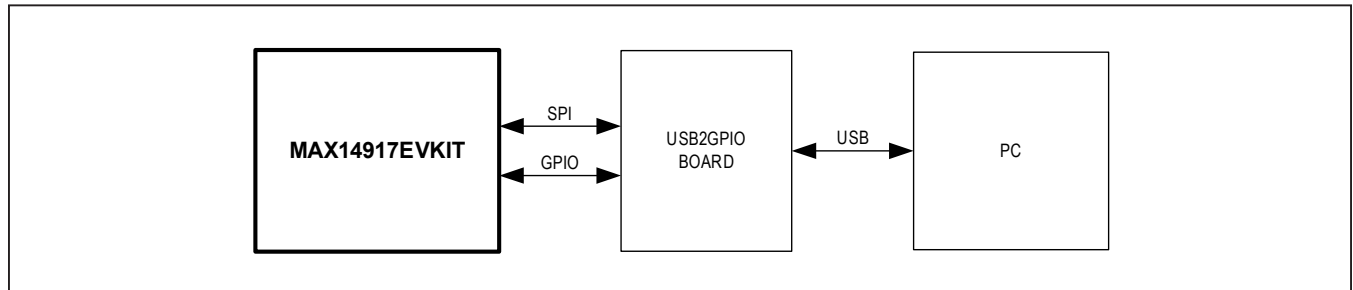 MAX14917EVKIT
SPI
GPIO
USB2GPIO
BOARD
USB
PC